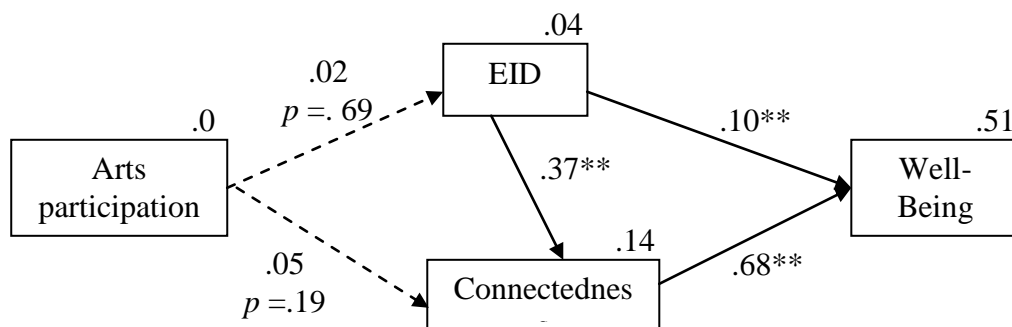 .04
EID
.02
p =. 69
.0
.10**
.51
Arts
participation
.37**
Well-
Being
.14
.05
p =.19
Connectednes
.68**